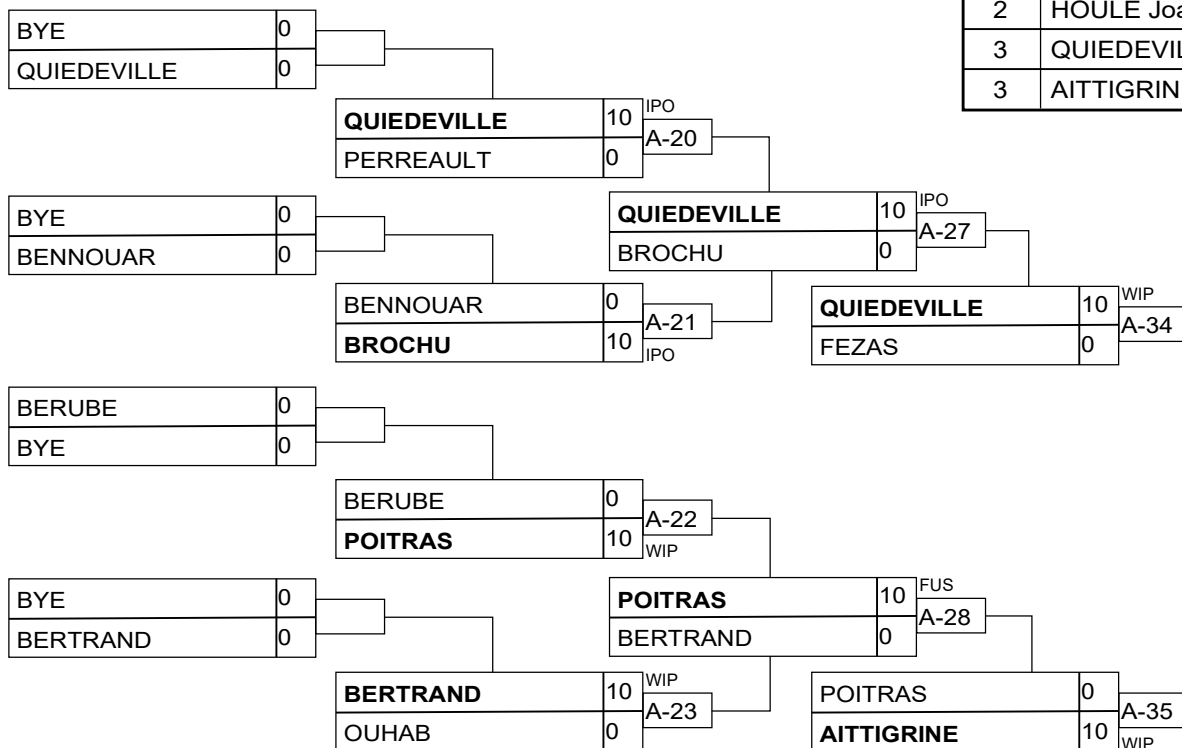 2 HOULE
3
3
BYE 0
QUIEDEVILLE 0
QUIEDEVILLE 10 IPO
A-20
PERREAULT 0
BYE 0
BENNOUAR 0
QUIEDEVILLE 10 IPO
A-27
BROCHU 0
BENNOUAR 0
A-21
BROCHU 10 IPO
QUIEDEVILLE 10 WIP
A-34
FEZAS 0
BERUBE 0
BYE 0
BERUBE 0
A-22
POITRAS 10 WIP
BYE 0
BERTRAND 0
POITRAS 10 FUS
A-28
BERTRAND 0
BERTRAND 10 WIP
A-23
OUHAB 0
POITRAS 0
A-35
AITTIGRINE 10 WIP